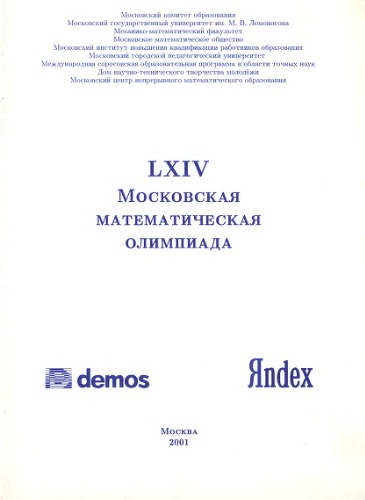 Московский комитет образования
Московский государственный университет им. М. В. Ломоносова
Механико-математический факультет
Московское математическое общество
Московский институт повышения квалификации работников образования
Московский городской педагогический университет
Международная соросовская образовательная программа в области точных наук
Дом научно-технического творчества молодёжи
Московский центр непрерывного математического образования
LXIV
Московская
математическая
олимпиада
demos
Яndex
Москва
2001